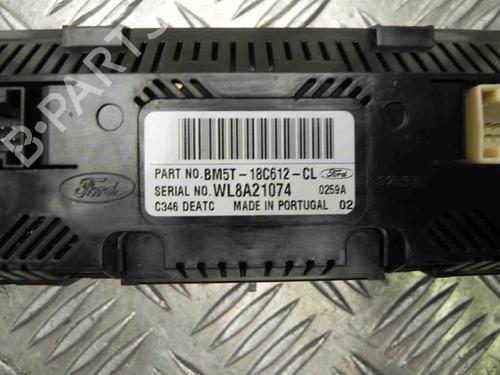 B-PARTS
PART NO. BM5T-18C612-CL Ford
SERIAL NO. WL8A21074 0259A
C346 DEATC MADE IN PORTUGAL 02
Ford